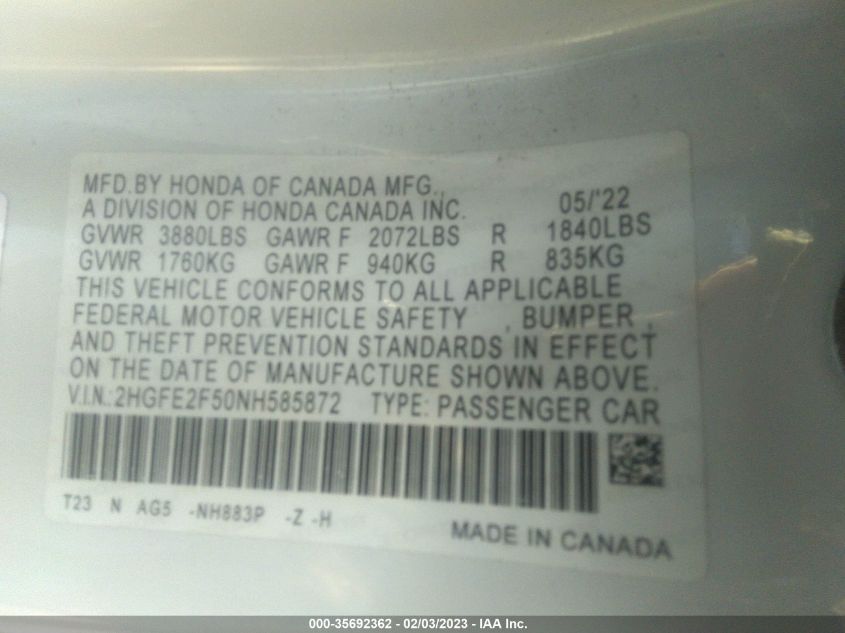 MFD.BY HONDA OF CANADA MFG.,
A DIVISION OF HONDA CANADA INC. 05/'22
GVWR 3880LBS GAWR F 2072LBS R 1840LBS
GVWR 1760KG GAWR F 940KG R 835KG
THIS VEHICLE CONFORMS TO ALL APPLICABLE
FEDERAL MOTOR VEHICLE SAFETY , BUMPER ,
AND THEFT PREVENTION STANDARDS IN EFFECT
ON THE DATE OF MANUFACTURE SHOWN ABOVE.
V.I.N.:2HGFE2F50NH585872 TYPE: PASSENGER CAR
T23 N AG5 -NH883P -Z -H
MADE IN CANADA
000-35692362 - 02/03/2023 - IAA Inc.